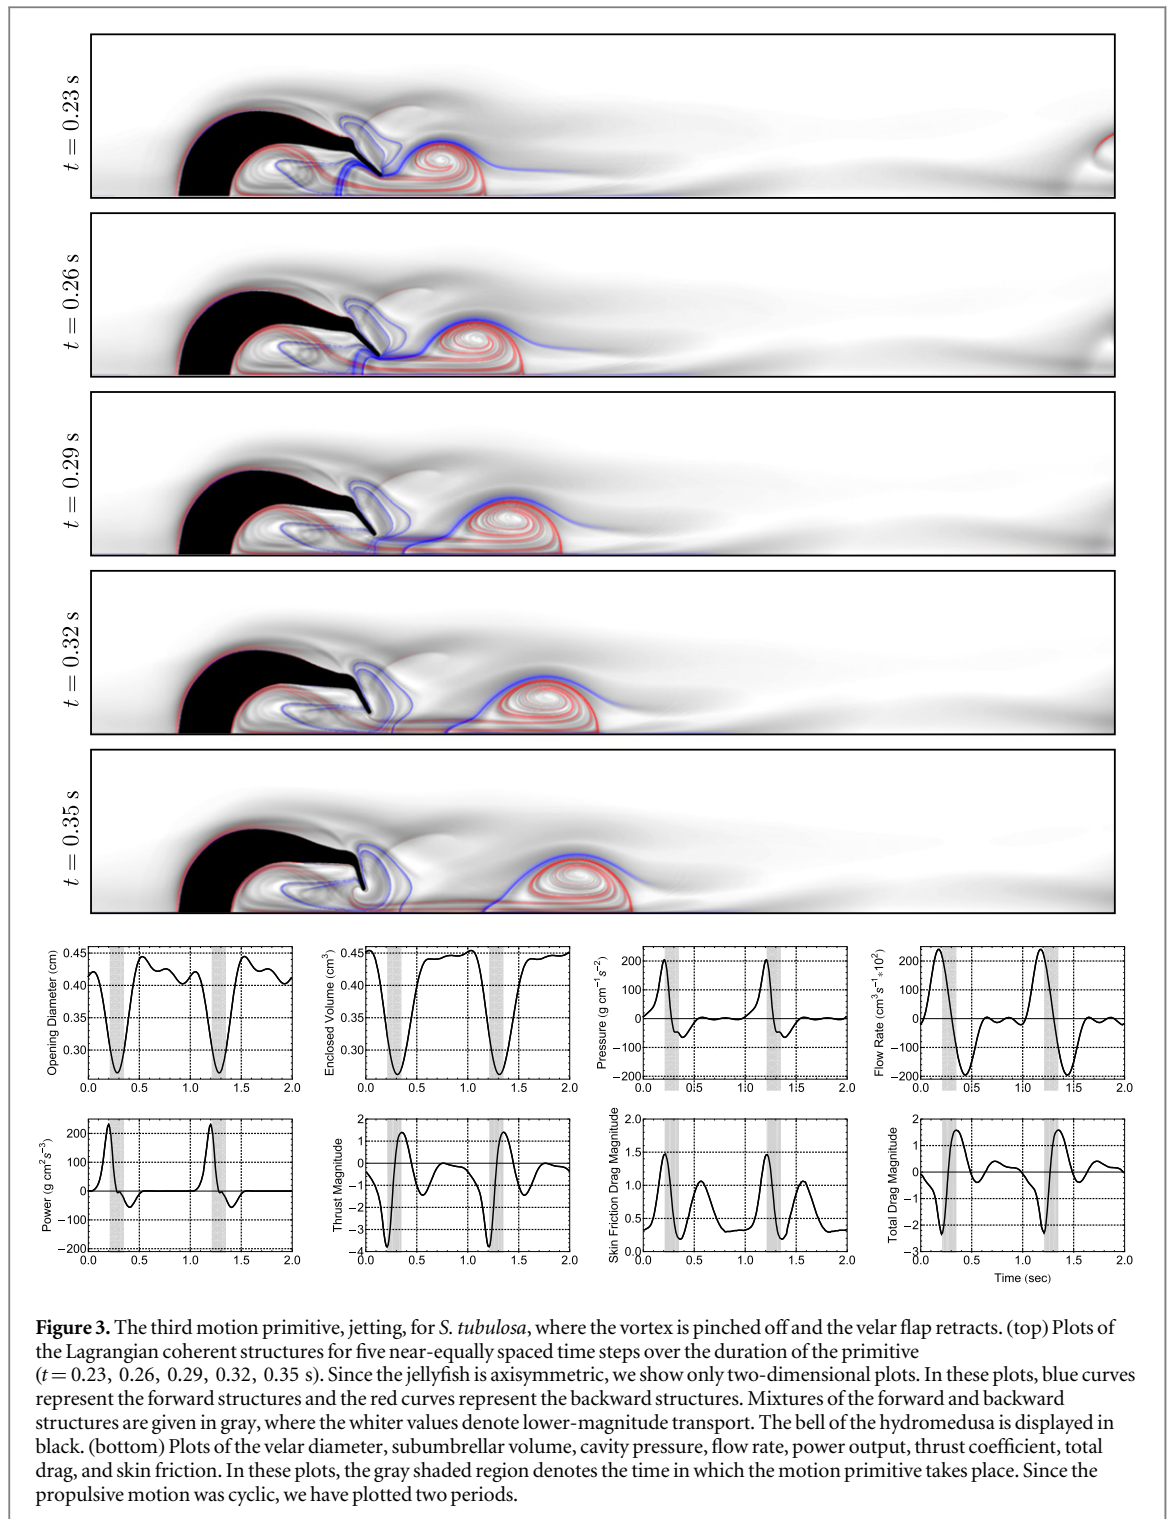 t = 0.23 s
t = 0.26 s
t = 0.29 s
t = 0.32 s
t = 0.35 s
Opening Diameter (cm)
0.45
0.40
0.35
0.30
0.0 0.5 1.0 1.5 2.0
Enclosed Volume (cm³)
0.45
0.40
0.35
0.30
0.0 0.5 1.0 1.5 2.0
Pressure (g cm⁻¹ s⁻²)
200
100
0
−100
−200
0.0 0.5 1.0 1.5 2.0
Flow Rate (cm³s⁻¹*10²)
200
100
0
−100
−200
0.0 0.5 1.0 1.5 2.0
Power (g cm²s⁻³)
200
100
0
−100
−200
0.0 0.5 1.0 1.5 2.0
Thrust Magnitude
2
1
0
−1
−2
−3
−4
0.0 0.5 1.0 1.5 2.0
Skin Friction Drag Magnitude
2.0
1.5
1.0
0.5
0.0
0.0 0.5 1.0 1.5 2.0
Total Drag Magnitude
2
1
0
−1
−2
−3
0.0 0.5 1.0 1.5 2.0
Time (sec)
Figure 3. The third motion primitive, jetting, for S. tubulosa, where the vortex is pinched off and the velar flap retracts. (top) Plots of
the Lagrangian coherent structures for five near-equally spaced time steps over the duration of the primitive
(t = 0.23, 0.26, 0.29, 0.32, 0.35 s). Since the jellyfish is axisymmetric, we show only two-dimensional plots. In these plots, blue curves
represent the forward structures and the red curves represent the backward structures. Mixtures of the forward and backward
structures are given in gray, where the whiter values denote lower-magnitude transport. The bell of the hydromedusa is displayed in
black. (bottom) Plots of the velar diameter, subumbrellar volume, cavity pressure, flow rate, power output, thrust coefficient, total
drag, and skin friction. In these plots, the gray shaded region denotes the time in which the motion primitive takes place. Since the
propulsive motion was cyclic, we have plotted two periods.